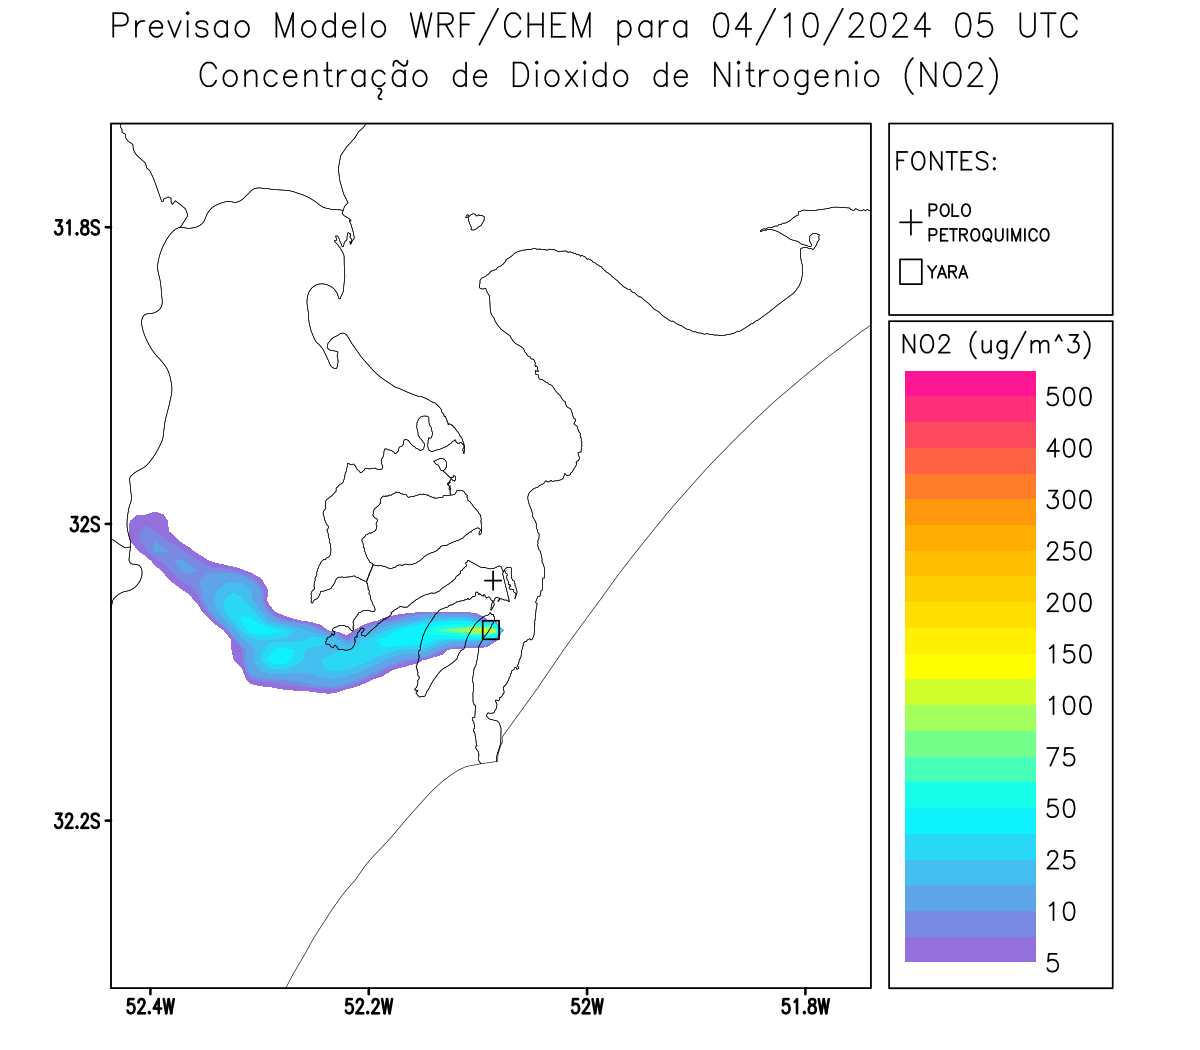 Previsao Modelo WRF/CHEM para 04/10/2024 05 UTC
Concentração de Dioxido de Nitrogenio (NO2)
FONTES:
POLO
PETROQUIMICO
YARA
NO2 (ug/m^3)
500
400
300
250
200
150
100
75
50
25
10
5
31.8S
32S
32.2S
52.4W
52.2W
52W
51.8W